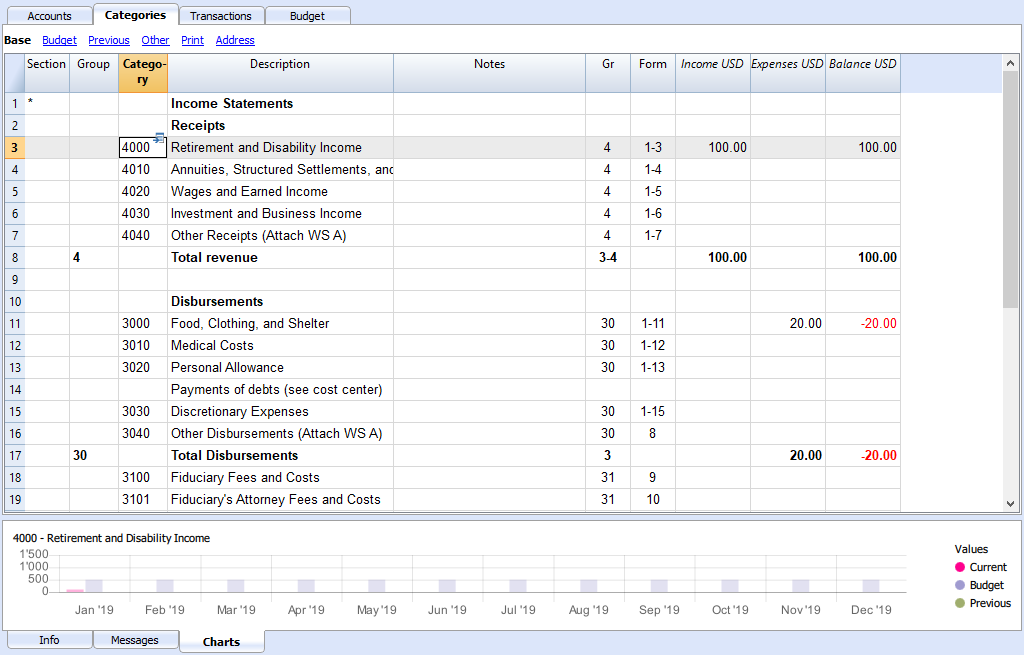 Accounts Categories Transactions Budget
Base Budget Previous Other Print Address
Section Group Catego-ry Description Notes Gr Form Income USD Expenses USD Balance USD
1 * Income Statements
2 Receipts
3 4000 Retirement and Disability Income 4 1-3 100.00 100.00
4 4010 Annuities, Structured Settlements, and 4 1-4
5 4020 Wages and Earned Income 4 1-5
6 4030 Investment and Business Income 4 1-6
7 4040 Other Receipts (Attach WS A) 4 1-7
8 4 Total revenue 3-4 100.00 100.00
9
10 Disbursements
11 3000 Food, Clothing, and Shelter 30 1-11 20.00 -20.00
12 3010 Medical Costs 30 1-12
13 3020 Personal Allowance 30 1-13
14 Payments of debts (see cost center)
15 3030 Discretionary Expenses 30 1-15
16 3040 Other Disbursements (Attach WS A) 30 8
17 30 Total Disbursements 3 20.00 -20.00
18 3100 Fiduciary Fees and Costs 31 9
19 3101 Fiduciary's Attorney Fees and Costs 31 10
4000 - Retirement and Disability Income
1'500
1'000
500
0
Jan '19 Feb '19 Mar '19 Apr '19 May '19 Jun '19 Jul '19 Aug '19 Sep '19 Oct '19 Nov '19 Dec '19
Values
Current
Budget
Previous
Info Messages Charts